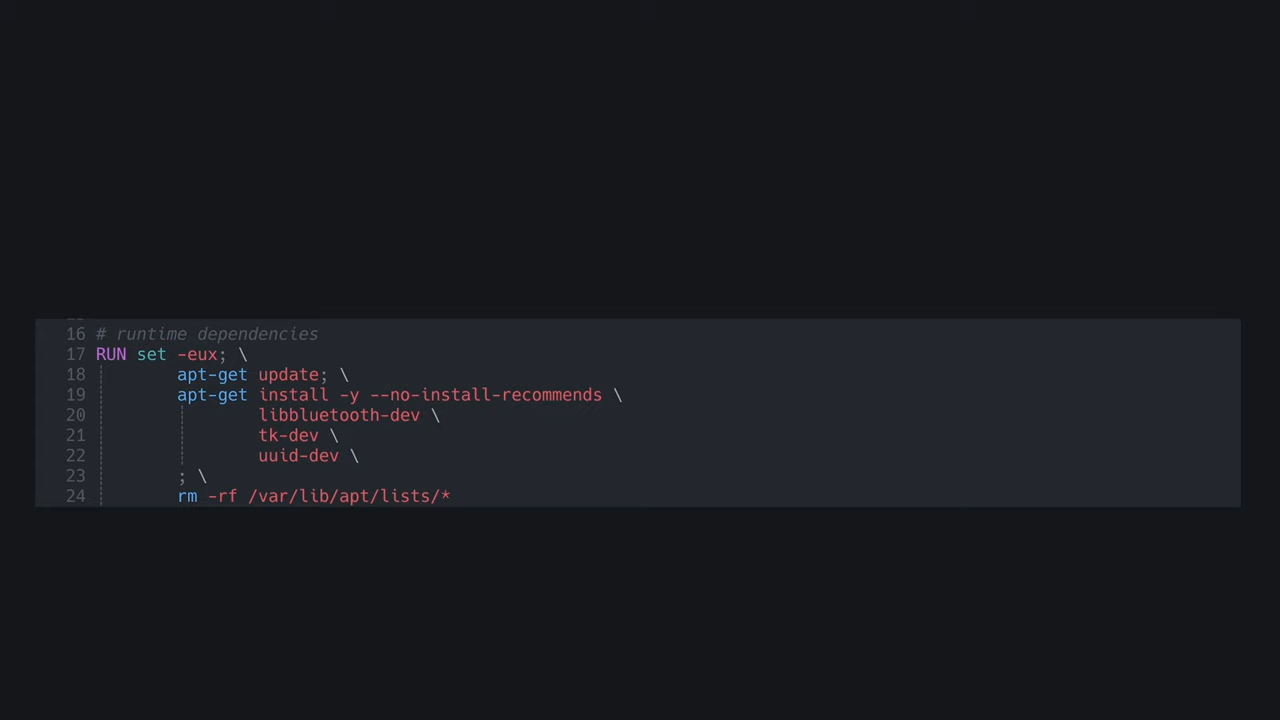 16 # runtime dependencies
17 RUN set -eux; \
18 apt-get update; \
19 apt-get install -y --no-install-recommends \
20 libbluetooth-dev \
21 tk-dev \
22 uuid-dev \
23 ; \
24 rm -rf /var/lib/apt/lists/*